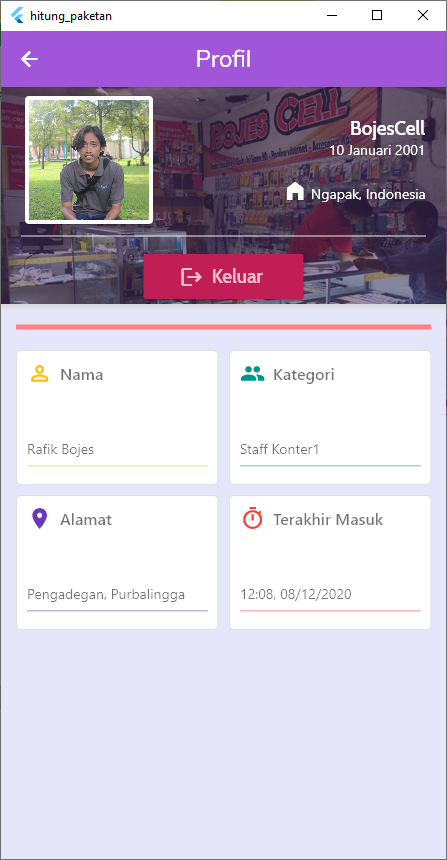 hitung_paketan
Profil
BOJES CELL
BojesCell
10 Januari 2001
Ngapak, Indonesia
Keluar
Nama
Kategori
Rafik Bojes
Staff Konter1
Alamat
Terakhir Masuk
Pengadegan, Purbalingga
12:08, 08/12/2020